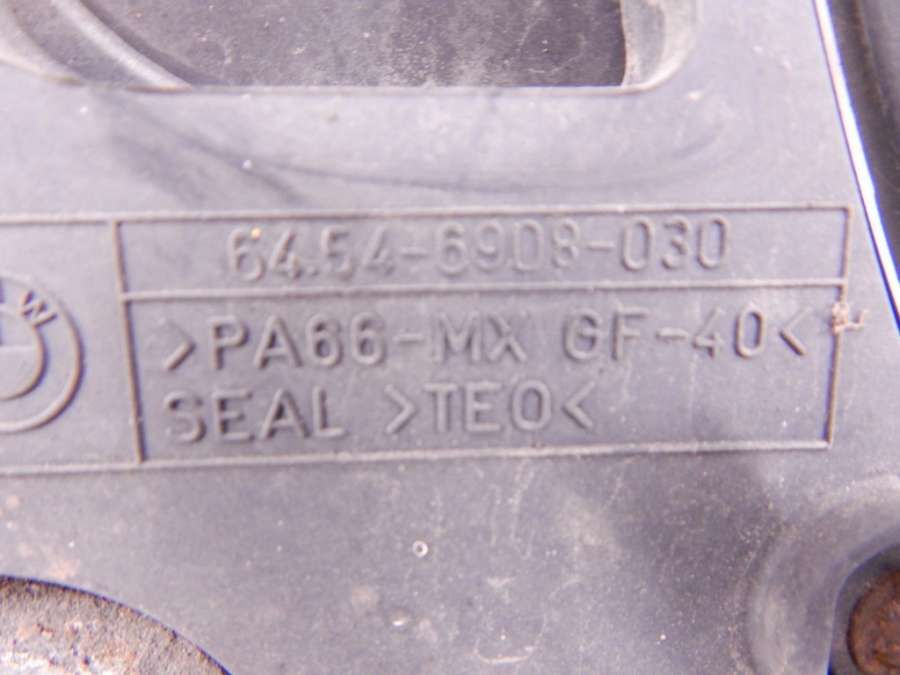 64.54-6908-030
W
>PA66-MX GF-40<
SEAL >TEO<